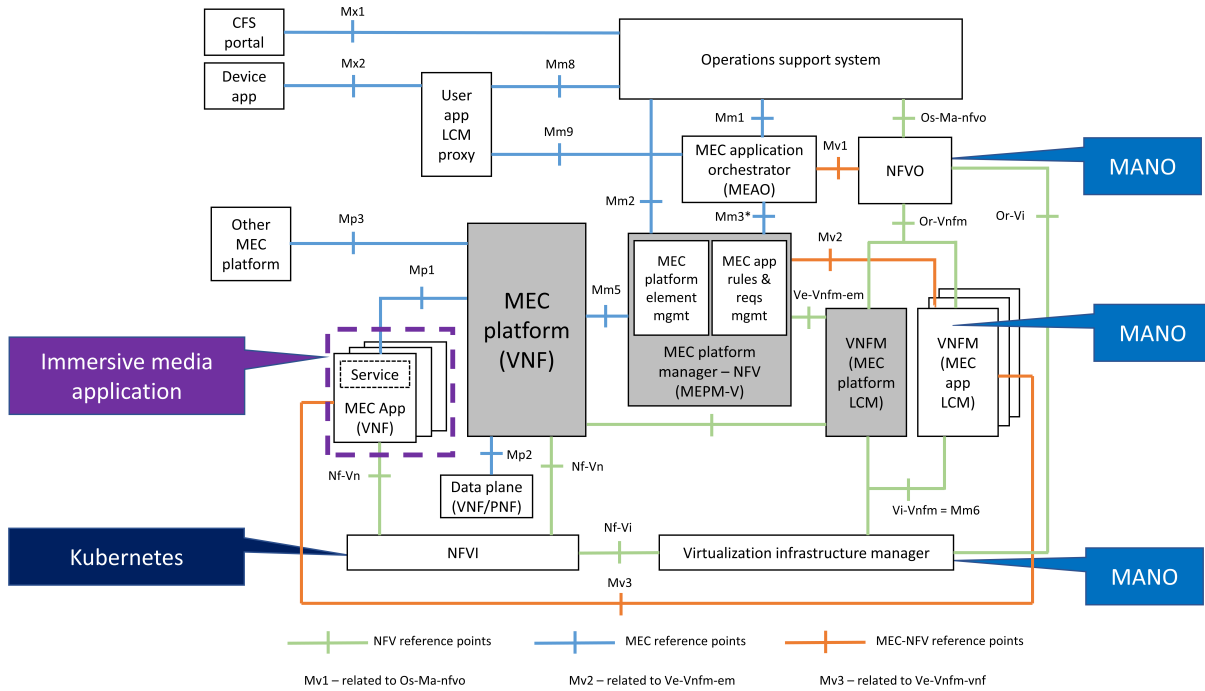 CFS
portal
Mx1
Operations support system
Device
app
Mx2
User
app
LCM
proxy
Mm8
Mm9
Mm1
Os-Ma-nfvo
MEC application
orchestrator
(MEAO)
Mv1
NFVO
MANO
Mm2
Mm3*
Or-Vnfm
Or-Vi
Other
MEC
platform
Mp3
Mp1
MEC
platform
(VNF)
Mm5
MEC
platform
element
mgmt
MEC app
rules &
reqs
mgmt
MEC platform
manager – NFV
(MEPM-V)
Mv2
Ve-Vnfm-em
VNFM
(MEC
platform
LCM)
VNFM
(MEC
app
LCM)
MANO
Immersive media
application
Service
MEC App
(VNF)
Nf-Vn
Mp2
Nf-Vn
Data plane
(VNF/PNF)
Vi-Vnfm = Mm6
Kubernetes
NFVI
Nf-Vi
Virtualization infrastructure manager
MANO
Mv3
NFV reference points
MEC reference points
MEC-NFV reference points
Mv1 – related to Os-Ma-nfvo
Mv2 – related to Ve-Vnfm-em
Mv3 – related to Ve-Vnfm-vnf